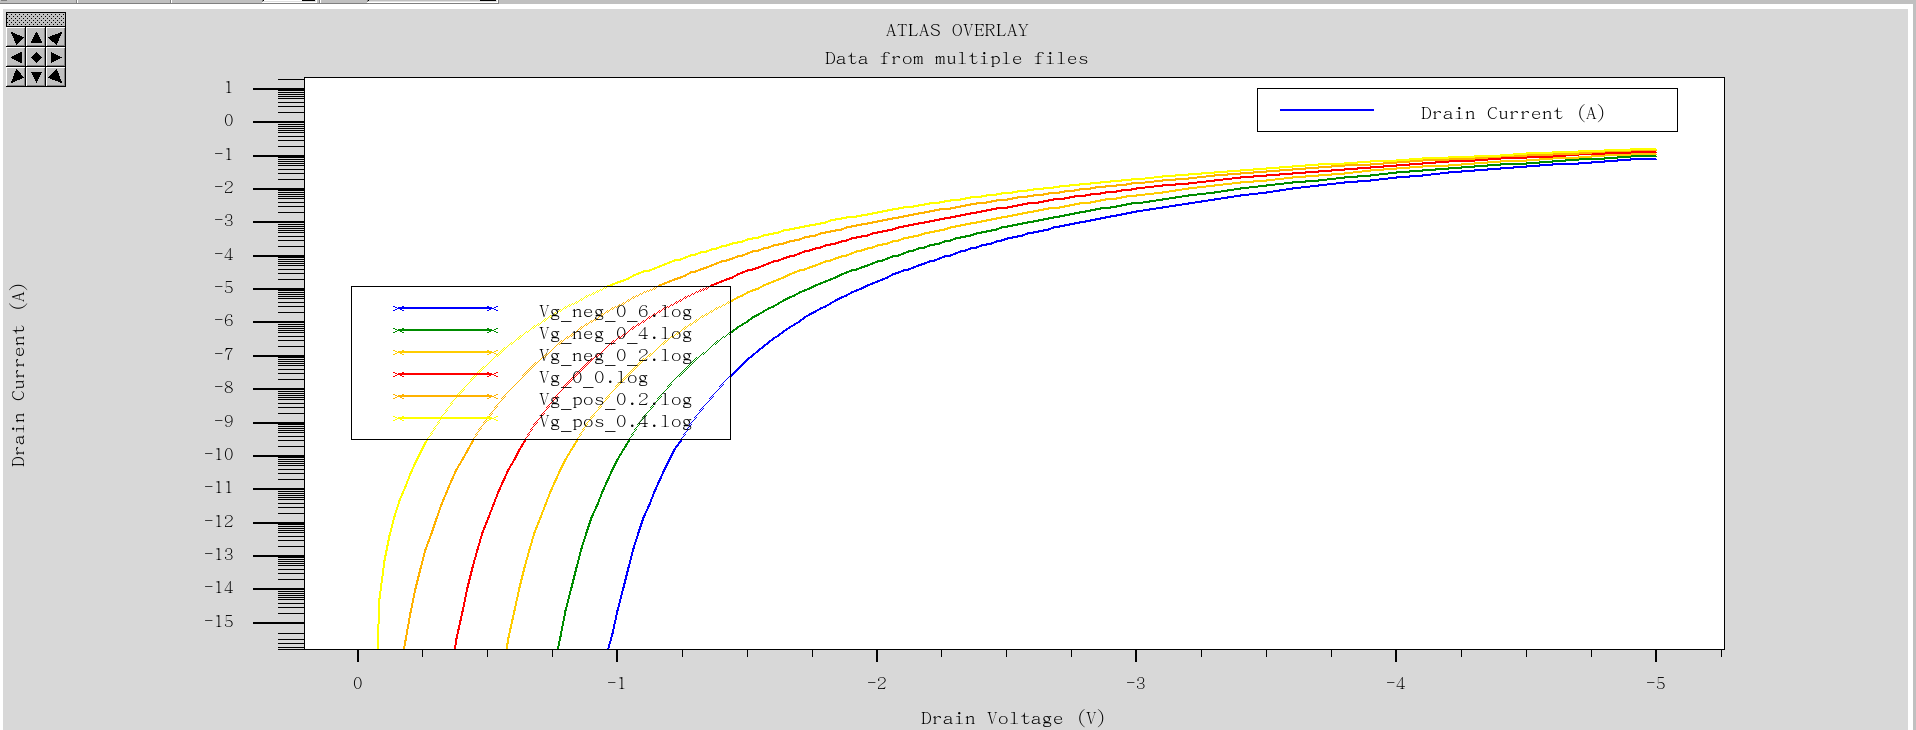 ATLAS OVERLAY
Data from multiple files
Drain Current (A)
1
0
-1
-2
-3
-4
-5
-6
-7
-8
-9
-10
-11
-12
-13
-14
-15
Drain Current (A)
Vg_neg_0_6.log
Vg_neg_0_4.log
Vg_neg_0_2.log
Vg_0_0.log
Vg_pos_0.2.log
Vg_pos_0.4.log
0 -1 -2 -3 -4 -5
Drain Voltage (V)